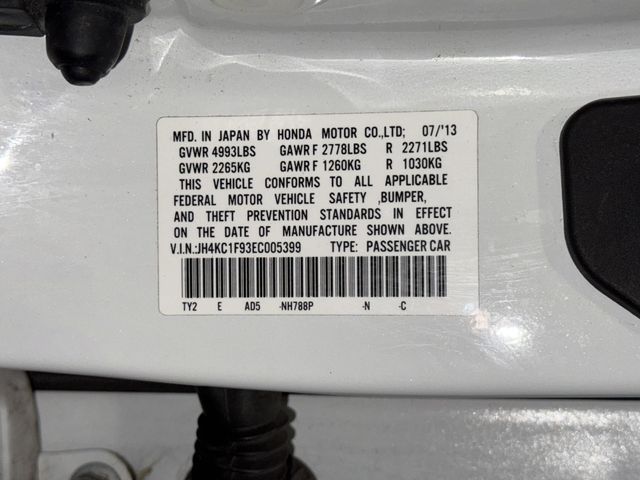 MFD. IN JAPAN BY HONDA MOTOR CO.,LTD; 07/'13
GVWR 4993LBS GAWR F 2778LBS R 2271LBS
GVWR 2265KG GAWR F 1260KG R 1030KG
THIS VEHICLE CONFORMS TO ALL APPLICABLE
FEDERAL MOTOR VEHICLE SAFETY ,BUMPER,
AND THEFT PREVENTION STANDARDS IN EFFECT
ON THE DATE OF MANUFACTURE SHOWN ABOVE.
V.I.N.:JH4KC1F93EC005399 TYPE: PASSENGER CAR
TY2 E AD5 -NH788P -N -C